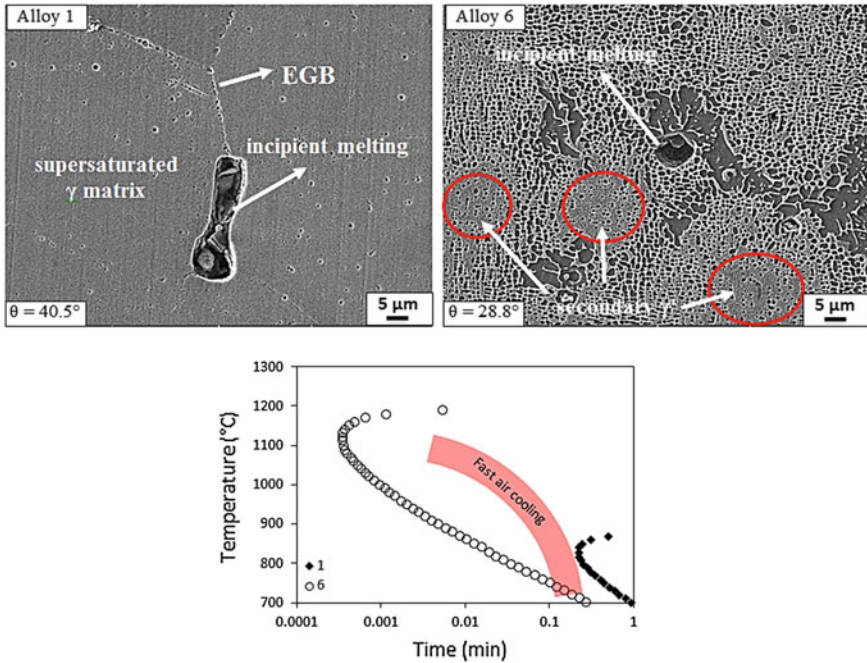 Alloy 1
EGB
incipient melting
supersaturated
γ matrix
θ = 40.5°
5 µm
Alloy 6
incipient melting
secondary γ'
θ = 28.8°
5 µm
Temperature (°C)
1300
1200
1100
1000
900
800
700
Fast air cooling
1
6
0.0001
0.001
0.01
0.1
1
Time (min)